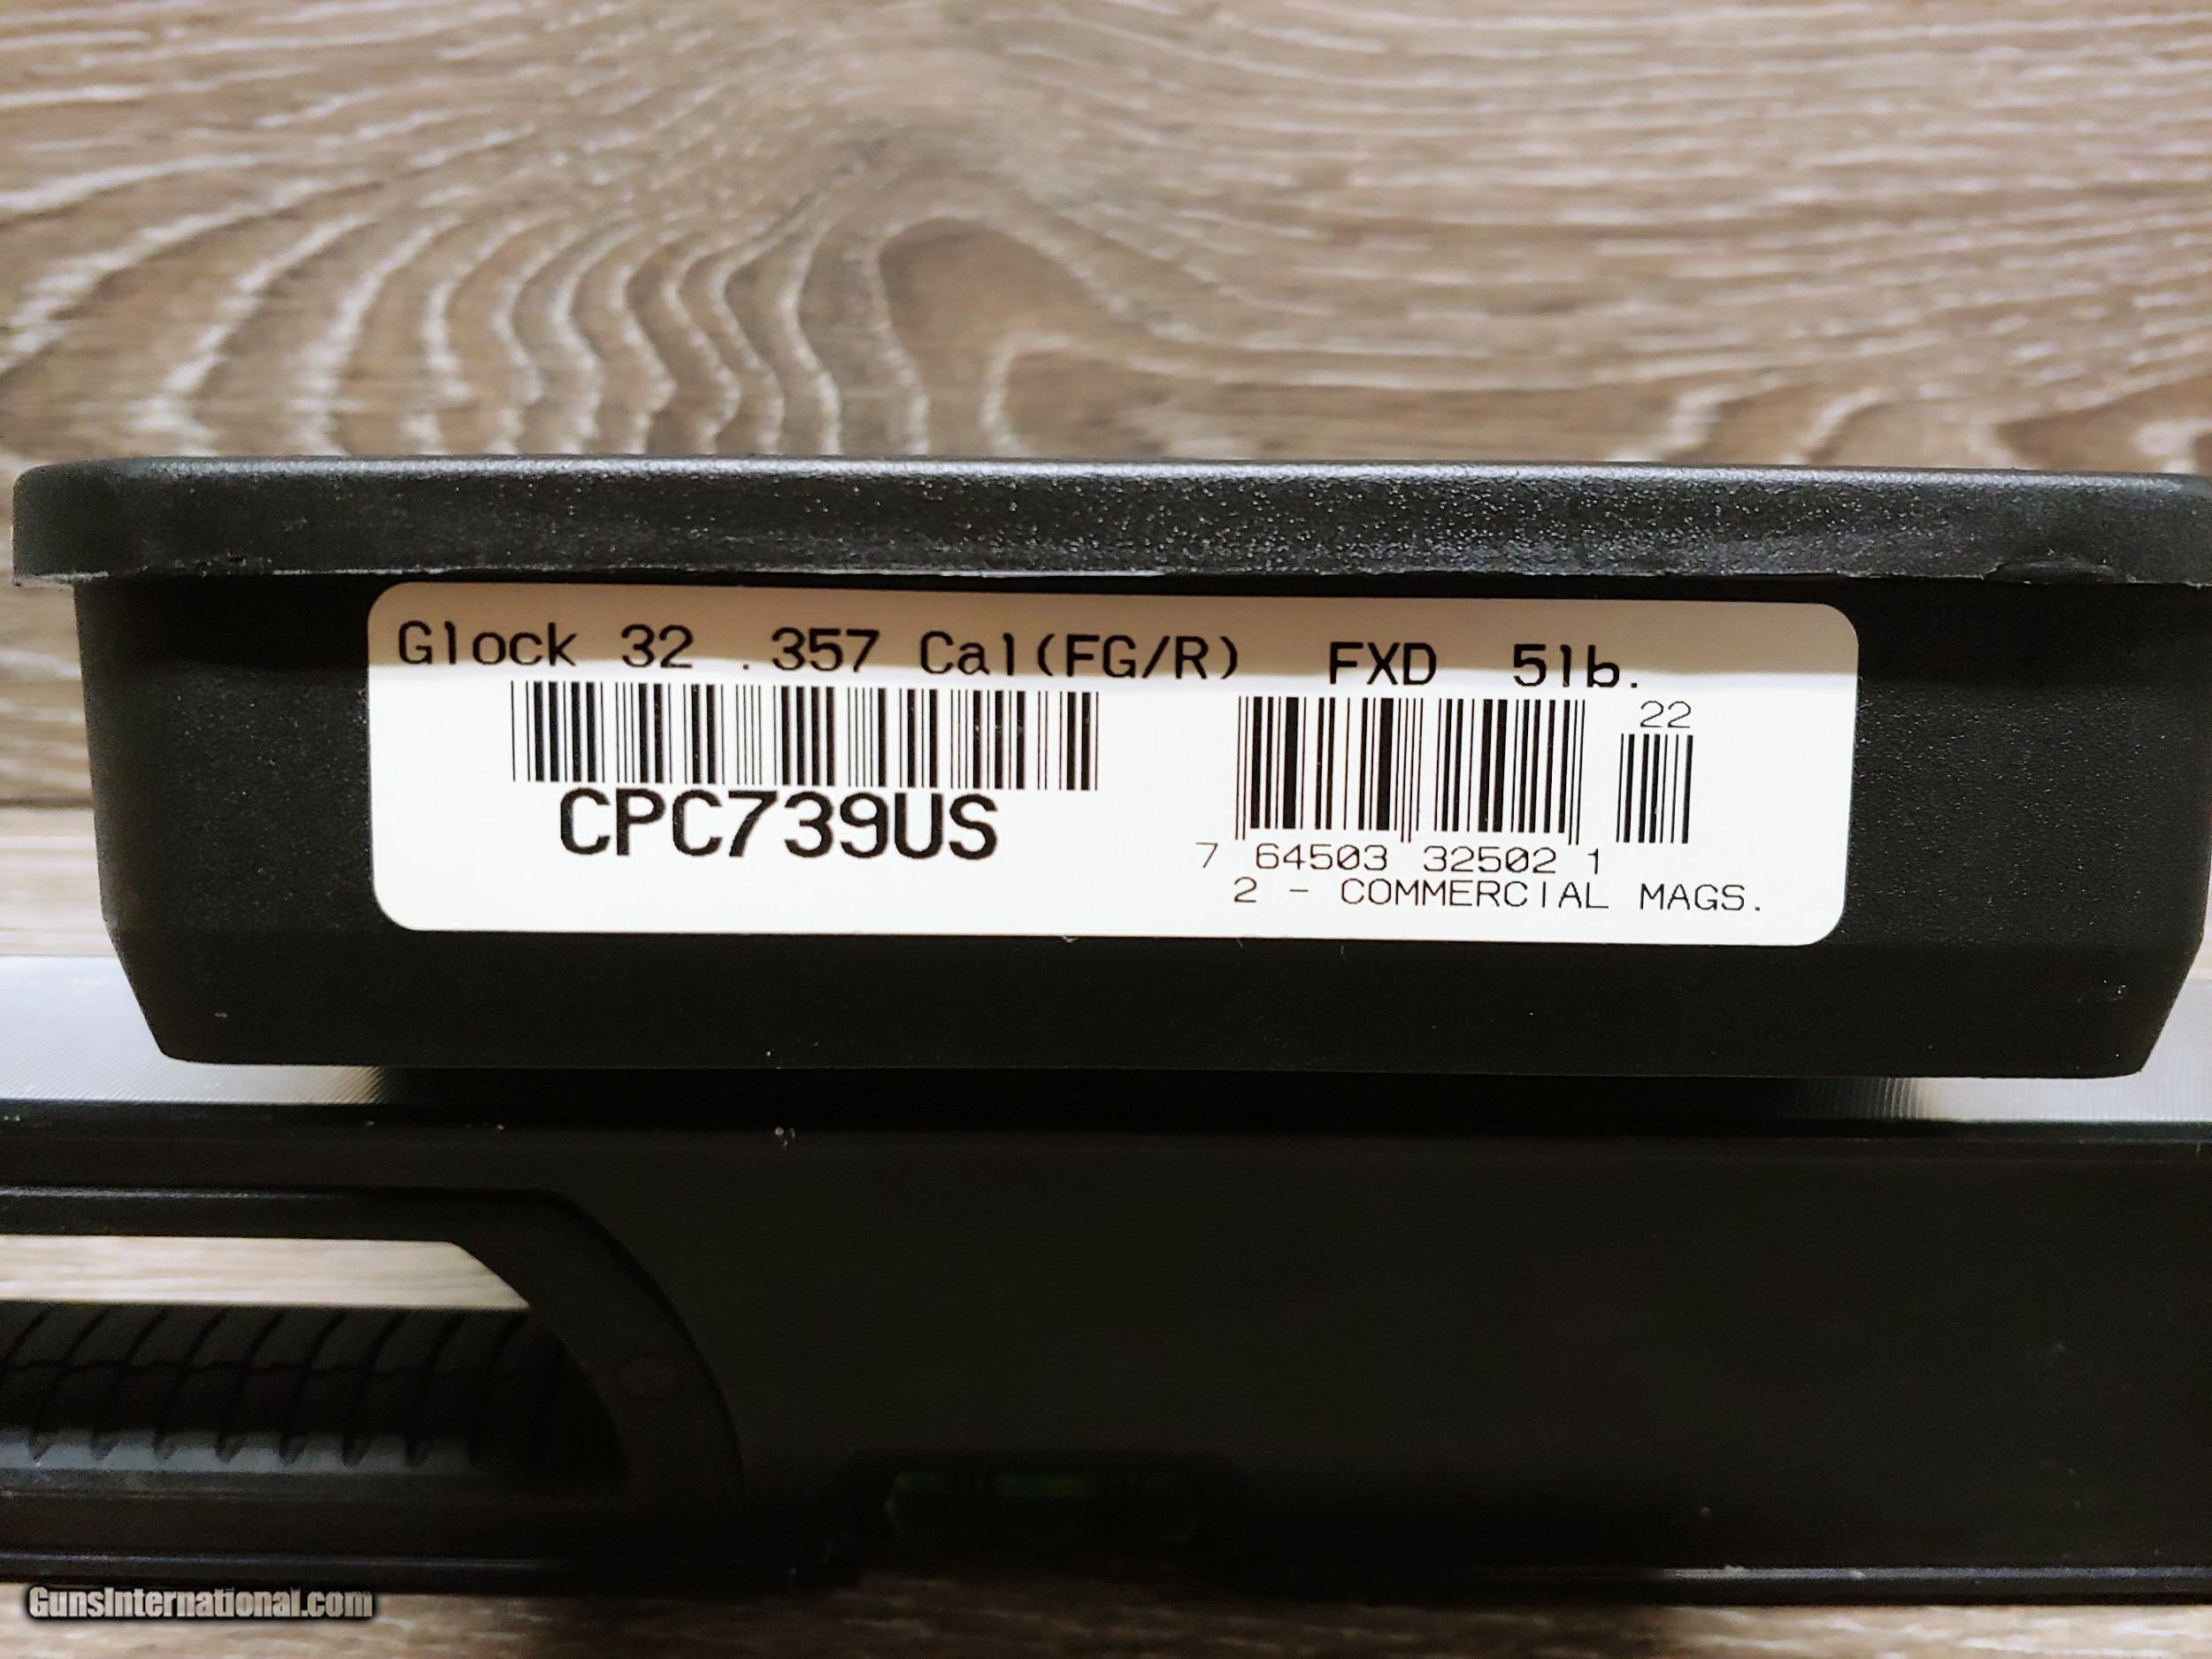 Glock 32 .357 Cal(FG/R) FXD 5lb.
22
CPC739US
7 64503 32502 1
2 - COMMERCIAL MAGS.
GunsInternational.com